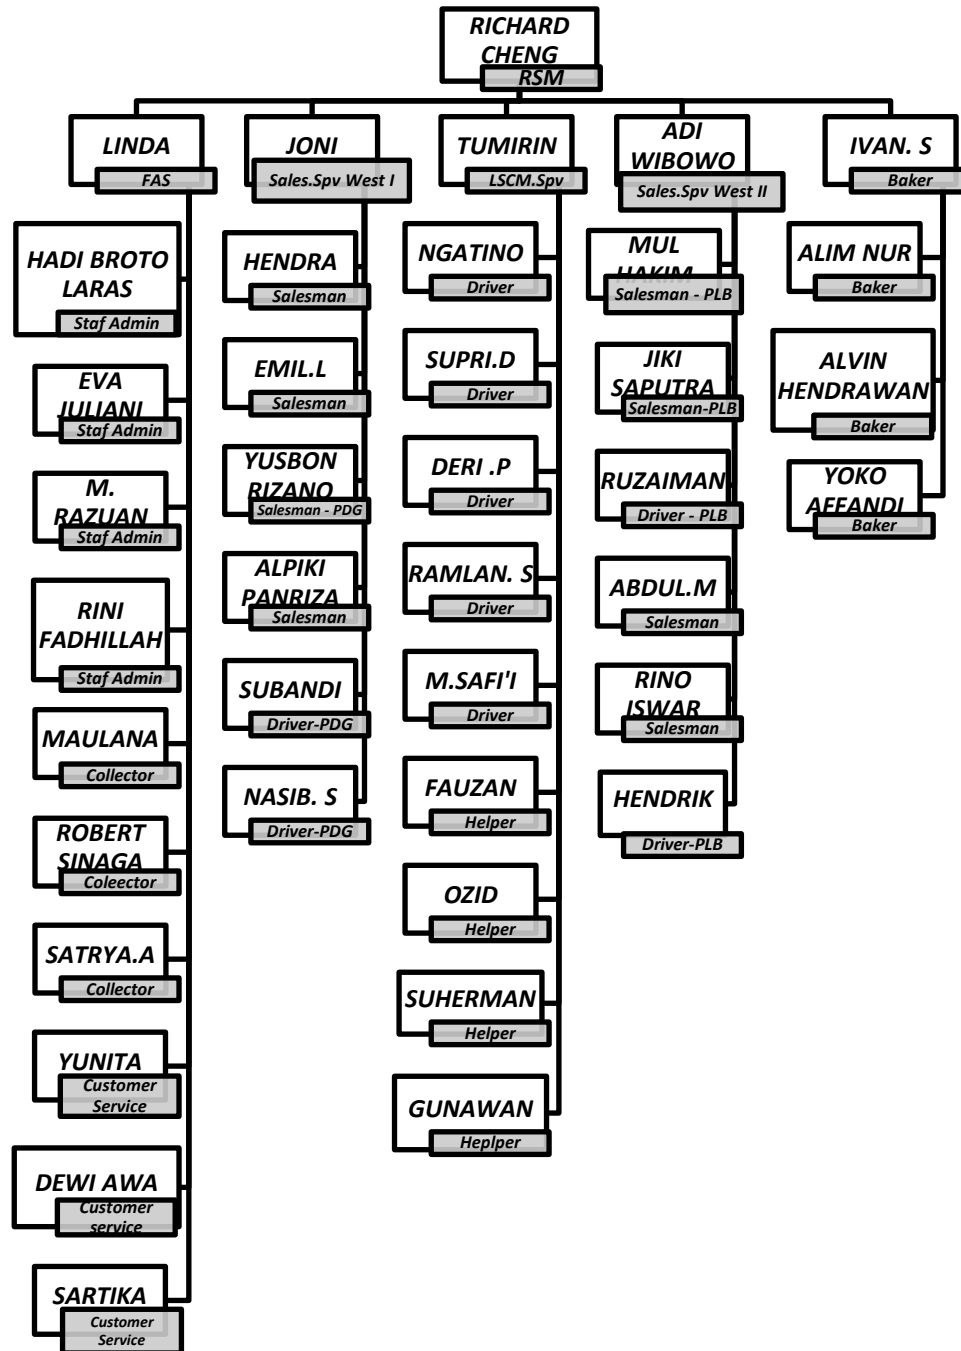 RICHARD
CHENG
RSM
LINDA
FAS
HADI BROTO
LARAS
Staf Admin
EVA
JULIANI
Staf Admin
M.
RAZUAN
Staf Admin
RINI
FADHILLAH
Staf Admin
MAULANA
Collector
ROBERT
SINAGA
Coleector
SATRYA.A
Collector
YUNITA
Customer
Service
DEWI AWA
Customer
service
SARTIKA
Customer
Service
JONI
Sales.Spv West I
HENDRA
Salesman
EMIL.L
Salesman
YUSBON
RIZANO
Salesman - PDG
ALPIKI
PANRIZA
Salesman
SUBANDI
Driver-PDG
NASIB. S
Driver-PDG
TUMIRIN
LSCM.Spv
NGATINO
Driver
SUPRI.D
Driver
DERI .P
Driver
RAMLAN. S
Driver
M.SAFI'I
Driver
FAUZAN
Helper
OZID
Helper
SUHERMAN
Helper
GUNAWAN
Heplper
ADI
WIBOWO
Sales.Spv West II
MUL
HAKIM
Salesman - PLB
JIKI
SAPUTRA
Salesman-PLB
RUZAIMAN
Driver - PLB
ABDUL.M
Salesman
RINO
ISWAR
Salesman
HENDRIK
Driver-PLB
IVAN. S
Baker
ALIM NUR
Baker
ALVIN
HENDRAWAN
Baker
YOKO
AFFANDI
Baker